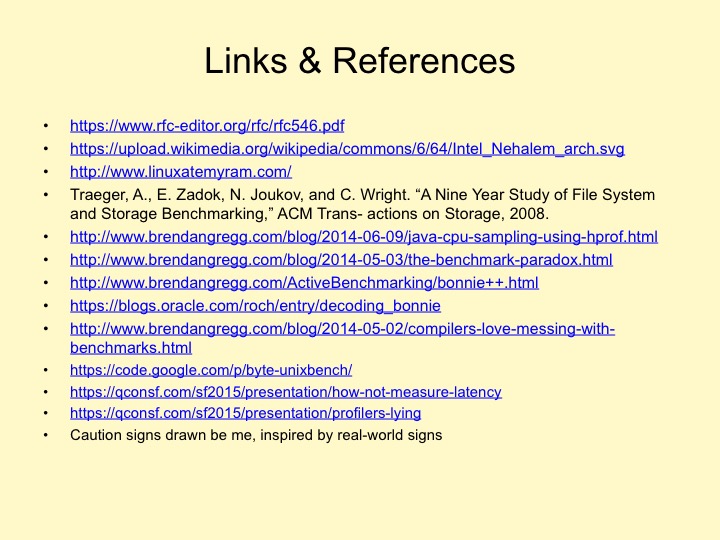 Links & References
• https://www.rfc-editor.org/rfc/rfc546.pdf
• https://upload.wikimedia.org/wikipedia/commons/6/64/Intel_Nehalem_arch.svg
• http://www.linuxatemyram.com/
• Traeger, A., E. Zadok, N. Joukov, and C. Wright. “A Nine Year Study of File System
and Storage Benchmarking,” ACM Trans- actions on Storage, 2008.
• http://www.brendangregg.com/blog/2014-06-09/java-cpu-sampling-using-hprof.html
• http://www.brendangregg.com/blog/2014-05-03/the-benchmark-paradox.html
• http://www.brendangregg.com/ActiveBenchmarking/bonnie++.html
• https://blogs.oracle.com/roch/entry/decoding_bonnie
• http://www.brendangregg.com/blog/2014-05-02/compilers-love-messing-with-
benchmarks.html
• https://code.google.com/p/byte-unixbench/
• https://qconsf.com/sf2015/presentation/how-not-measure-latency
• https://qconsf.com/sf2015/presentation/profilers-lying
• Caution signs drawn be me, inspired by real-world signs